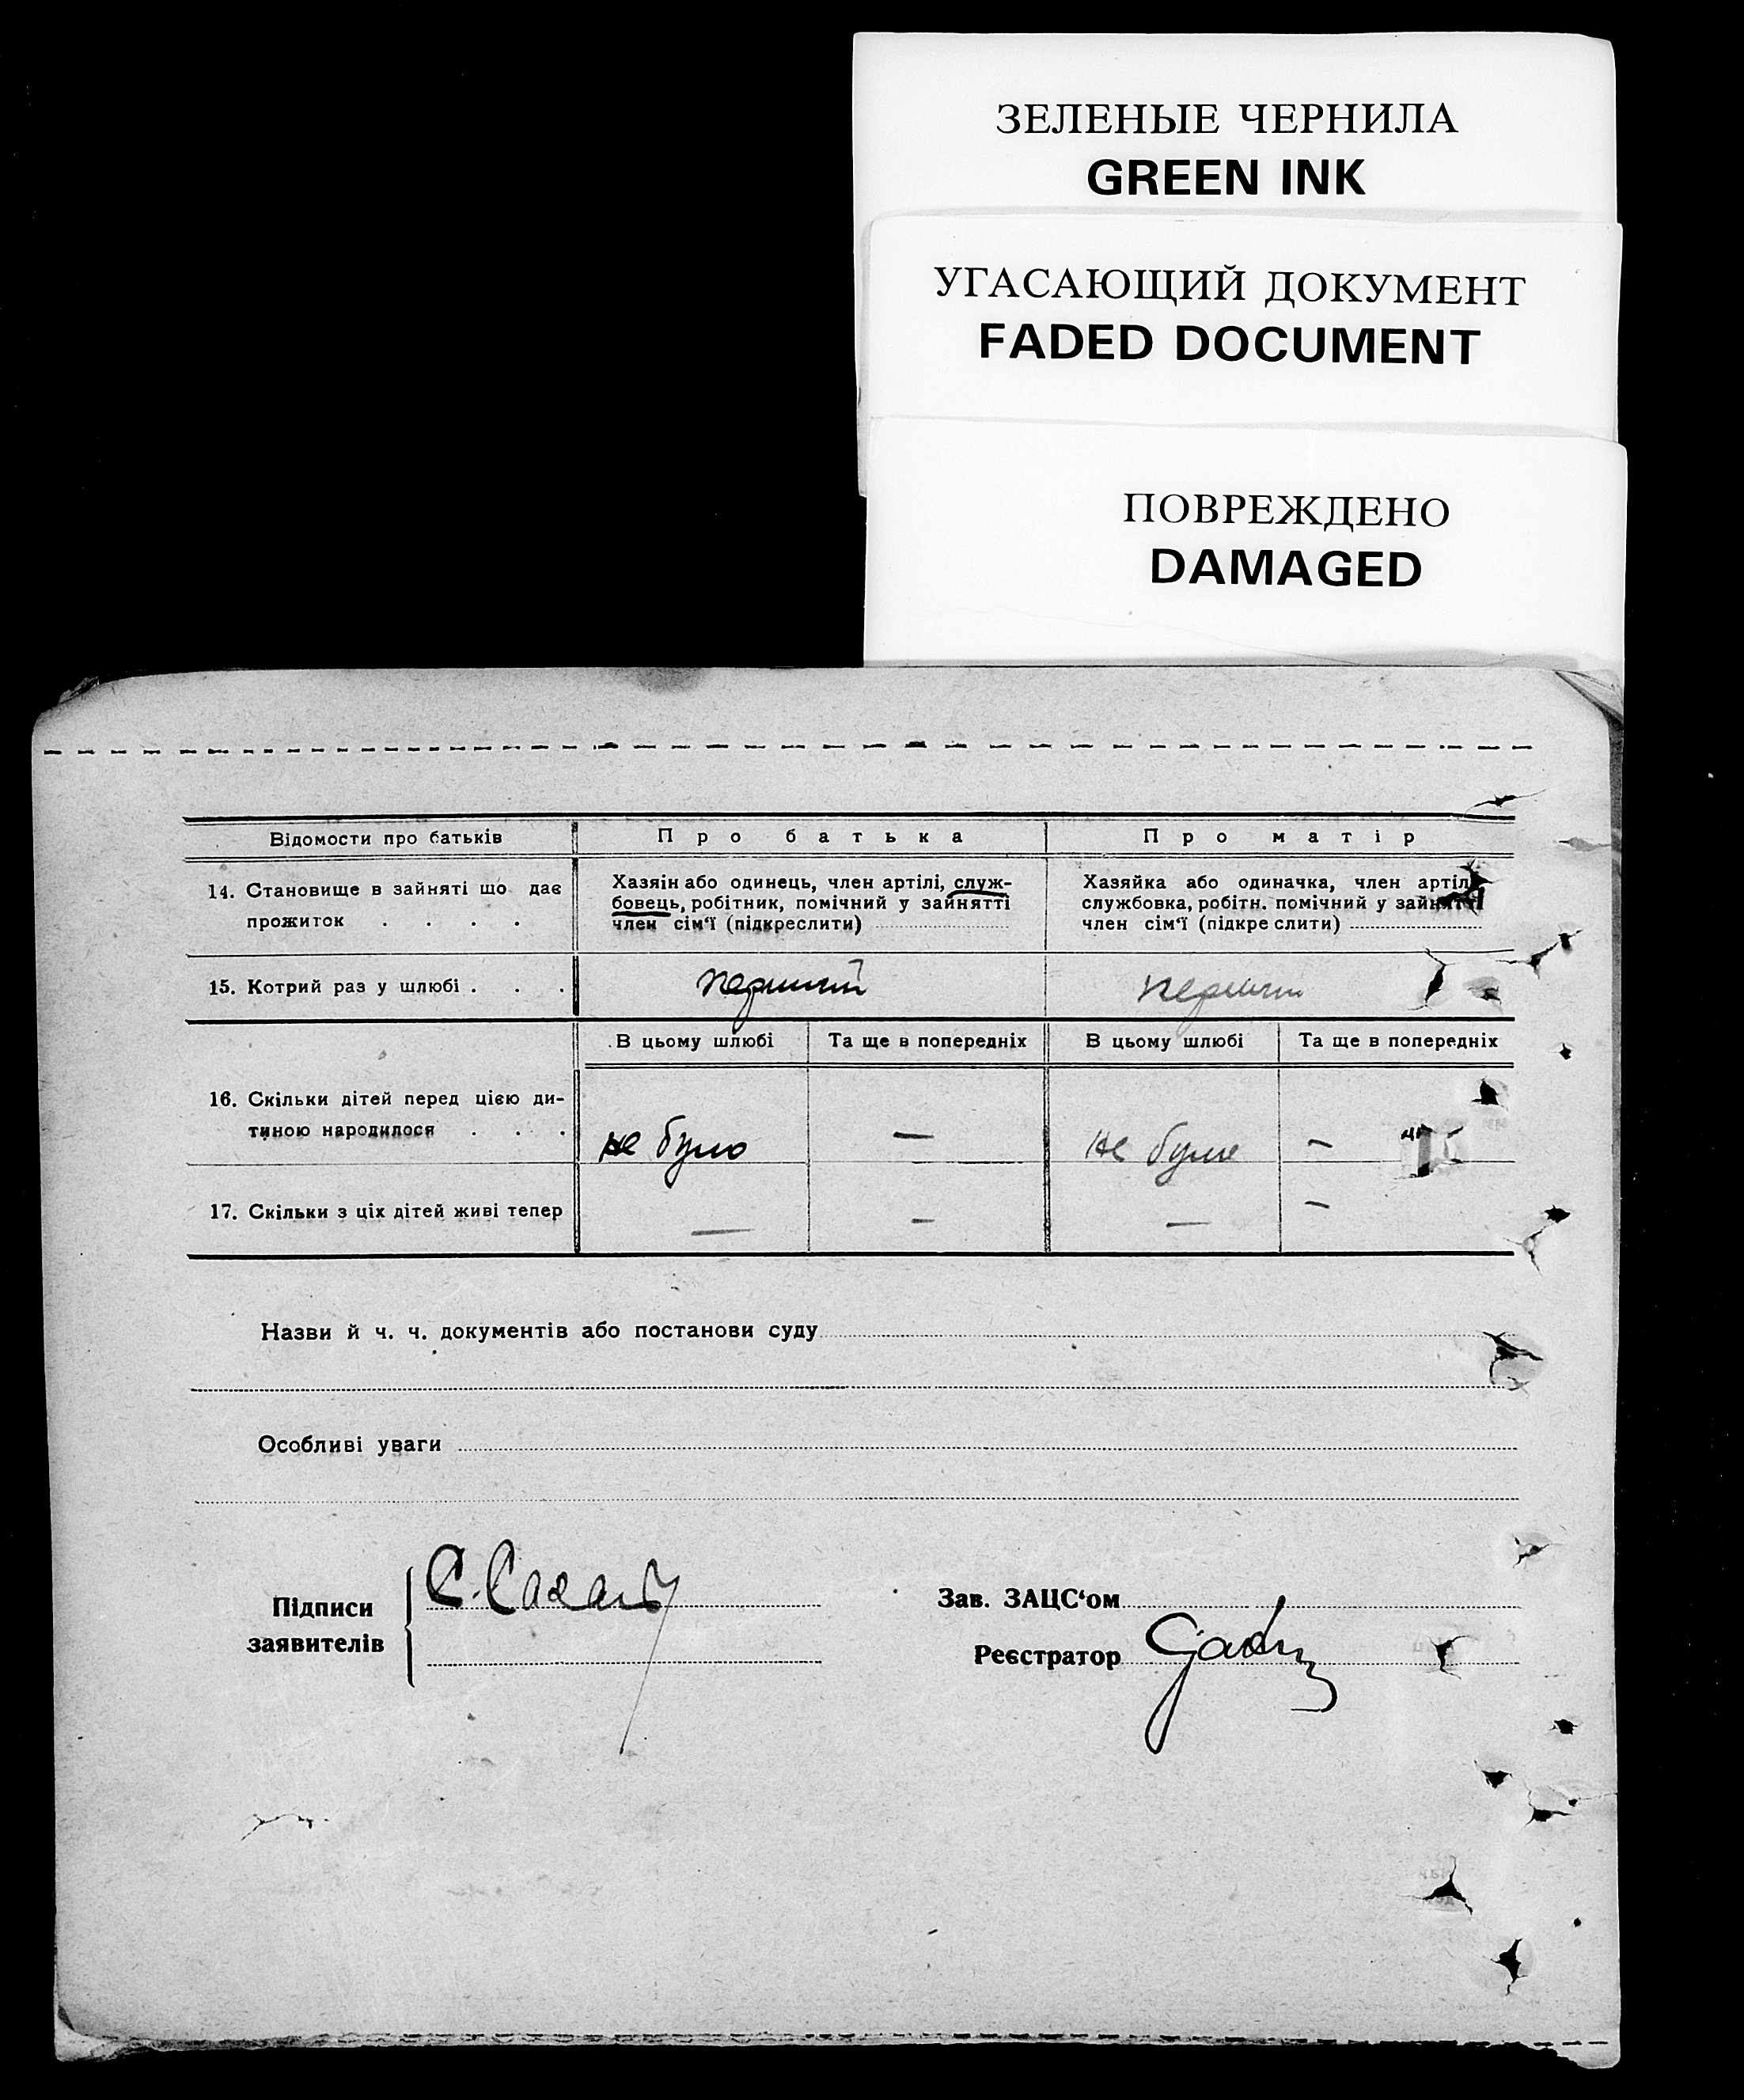 ЗЕЛЕНЫЕ ЧЕРНИЛА
GREEN INK
УГАСАЮЩИЙ ДОКУМЕНТ
FADED DOCUMENT
ПОВРЕЖДЕНО
DAMAGED
Відомости про батьків
Про батька
Про матір
14. Становище в зайняті що дає
прожиток . . . .
Хазяін або одинець, член артілі, служ-
бовець, робітник, помічний у зайнятті
член сім‘ї (підкреслити)
Хазяйка або одиначка, член артілі
службовка, робітн. помічний у зайнятті
член сім‘ї (підкреслити)
15. Котрий раз у шлюбі . . .
перший
перший
В цьому шлюбі
Та ще в попередніх
В цьому шлюбі
Та ще в попередніх
16. Скільки дітей перед цією ди-
тиною народилося . . .
не було
—
не було
—
17. Скільки з ціх дітей живі тепер
—
—
—
—
Назви й ч. ч. документів або постанови суду
Особливі уваги
Підписи
заявителів
Зав. ЗАЦС‘ом
Реєстратор